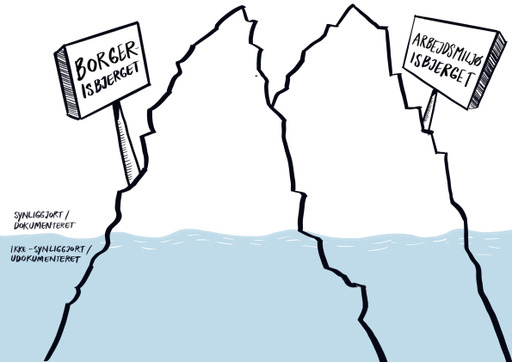 BORGER-
ISBJERGET
ARBEJDSMILJØ
ISBJERGET
SYNLIGGJORT /
DOKUMENTERET
IKKE-SYNLIGGJORT /
UDOKUMENTERET